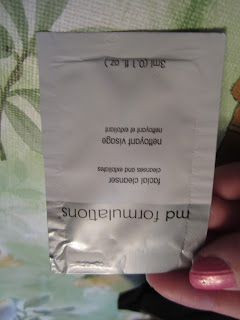 md formulations
facial cleanser
cleanses and exfoliates
nettoyant visage
nettoyant et exfoliant
3ml (0.1 fl oz.)